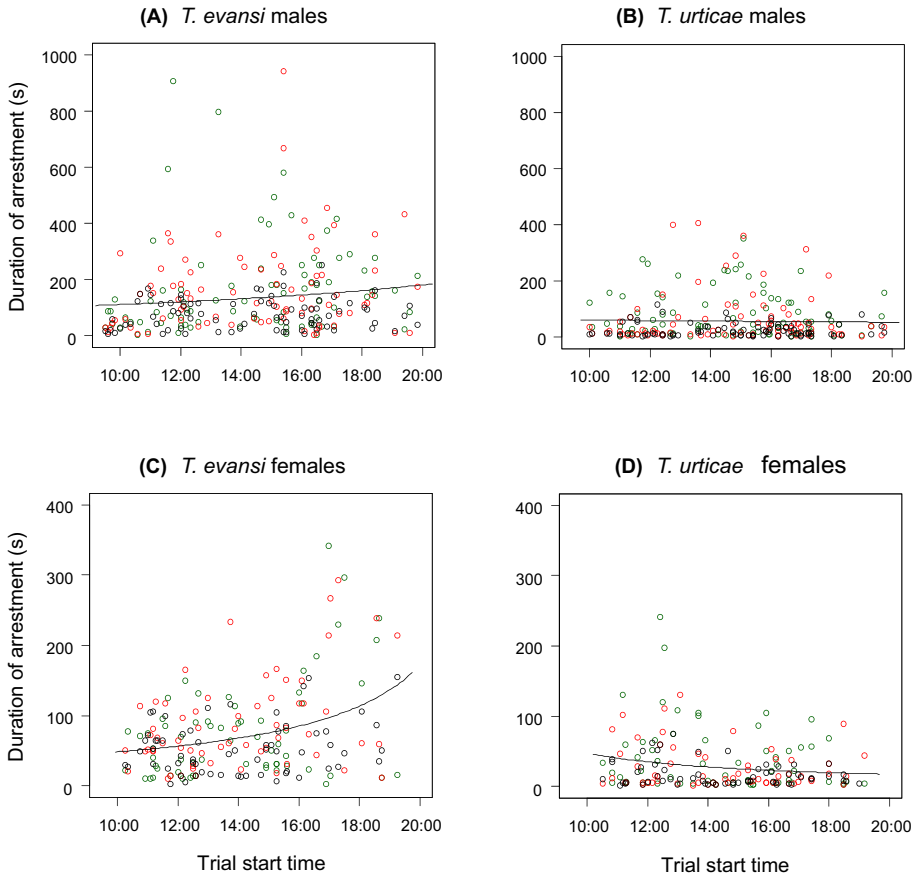 (A) T. evansi males
(B) T. urticae males
Duration of arrestment (s)
1000
800
600
400
200
0
10:00 12:00 14:00 16:00 18:00 20:00
1000
800
600
400
200
0
10:00 12:00 14:00 16:00 18:00 20:00
(C) T. evansi females
(D) T. urticae females
Duration of arrestment (s)
400
300
200
100
0
10:00 12:00 14:00 16:00 18:00 20:00
Trial start time
400
300
200
100
0
10:00 12:00 14:00 16:00 18:00 20:00
Trial start time